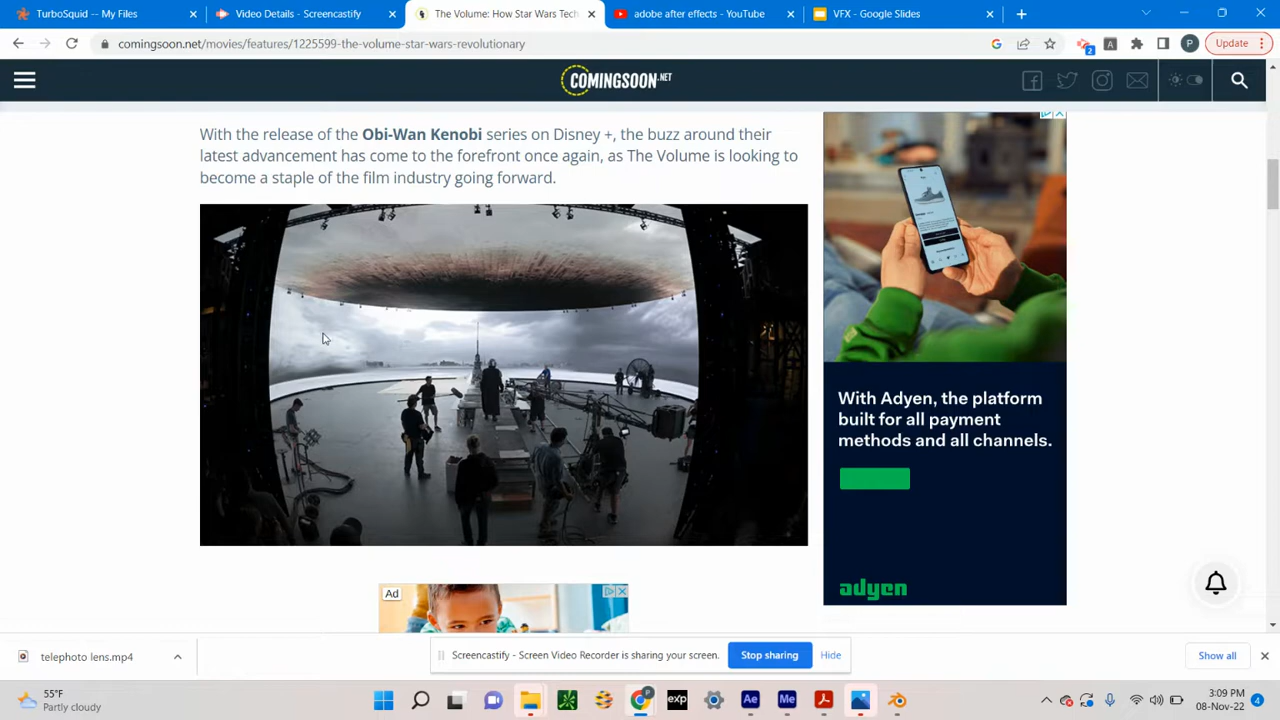 TurboSquid - My Files
Video Details - Screencastify
The Volume: How Star Wars Tech
adobe after effects - YouTube
VFX - Google Slides
comingsoon.net/movies/features/1225599-the-volume-star-wars-revolutionary
A
2
P
Update
COMINGSOON.NET
With the release of the Obi-Wan Kenobi series on Disney +, the buzz around their
latest advancement has come to the forefront once again, as The Volume is looking to
become a staple of the film industry going forward.
With Adyen, the platform
built for all payment
methods and all channels.
adyen
Ad
telephoto lens.mp4
Screencastify - Screen Video Recorder is sharing your screen.
Stop sharing
Hide
Show all
55°F
Partly cloudy
P
exp
Ae
Me
3:09 PM
08-Nov-22
4